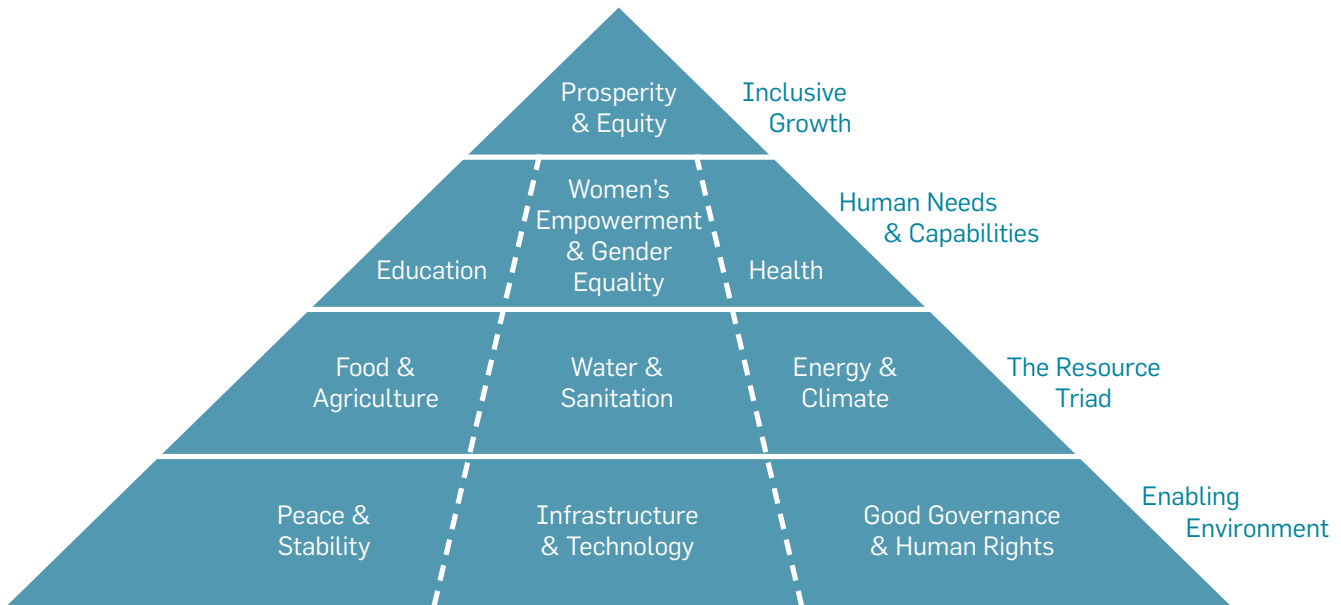 Prosperity
& Equity
Inclusive
Growth
Women’s
Empowerment
& Gender
Equality
Education
Health
Human Needs
& Capabilities
Food &
Agriculture
Water &
Sanitation
Energy &
Climate
The Resource
Triad
Peace &
Stability
Infrastructure
& Technology
Good Governance
& Human Rights
Enabling
Environment